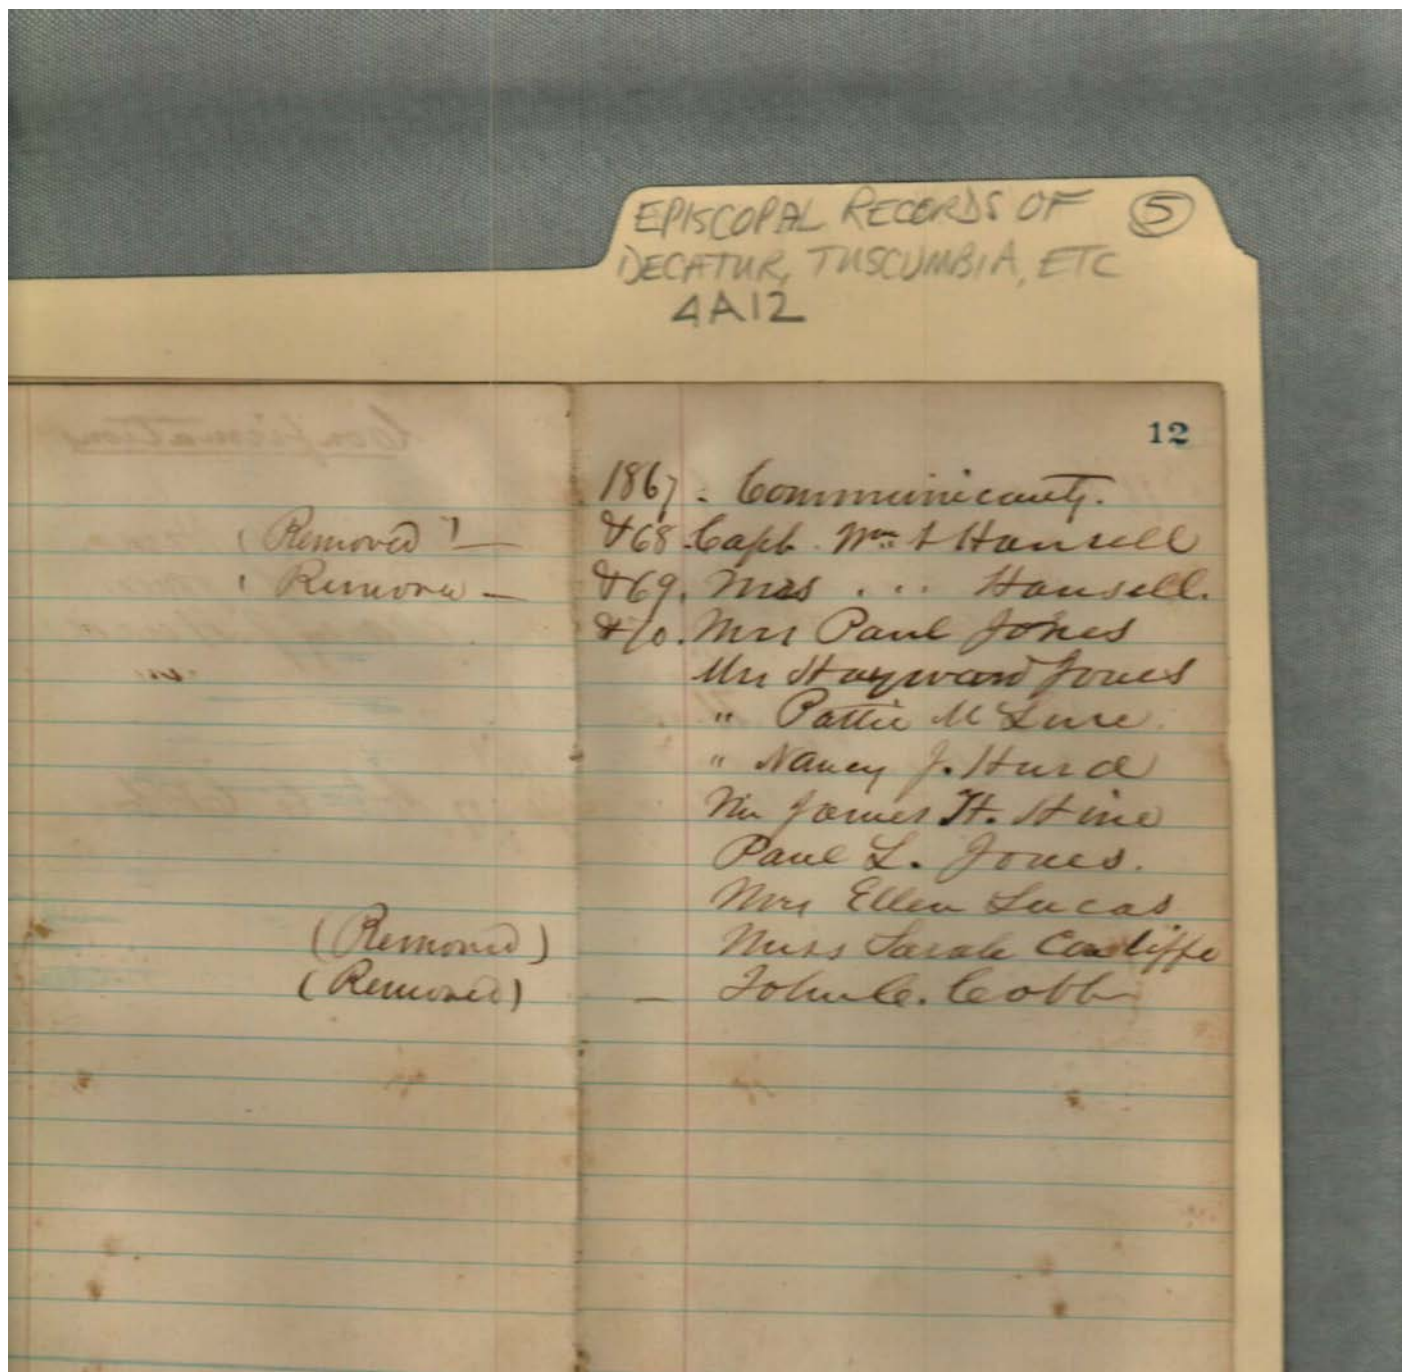 EPISCOPAL RECORDS OF 5
DECATUR, TUSCUMBIA, ETC
4A12
12
1867. Communicants.
(Removed) — &68. Capt. Wm Hansell
(Removed — &69. Mrs . . . Hansell.
&70. Mrs Paul Jones
Mrs Hayward Jones
" Pattie McLure
" Nancy J. Hurd
Mr James H. Hine
Paul L. Jones.
Mrs Ellen Lucas
(Removed) Miss Sarah
(Removed) — John C. Cobb